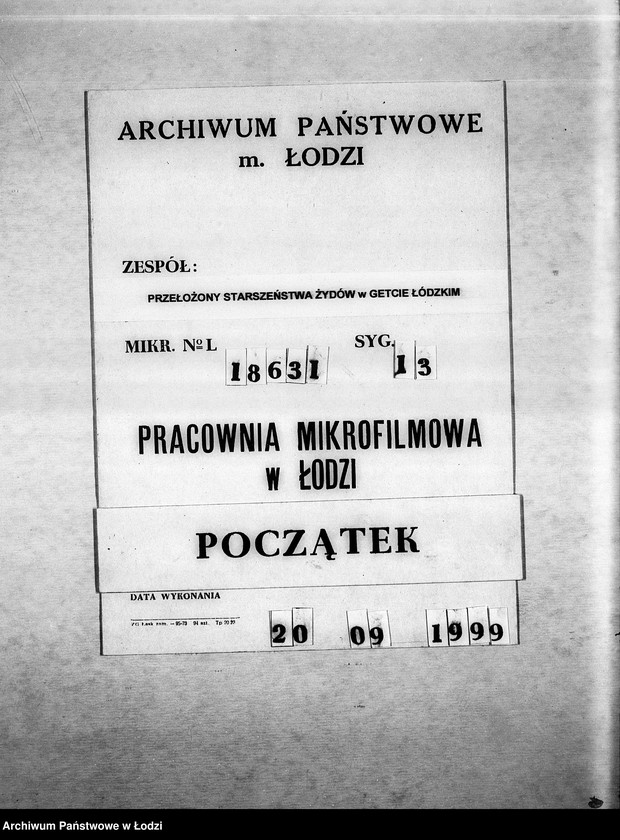 ARCHIWUM PAŃSTWOWE
m. ŁODZI
ZESPÓŁ:
PRZEŁOŻONY STARSZEŃSTWA ŻYDÓW w GETCIE ŁÓDZKIM
MIKR. Nº L 18631 SYG. 13
PRACOWNIA MIKROFILMOWA
w ŁODZI
POCZĄTEK
DATA WYKONANIA
20 09 1999
Archiwum Państwowe w Łodzi